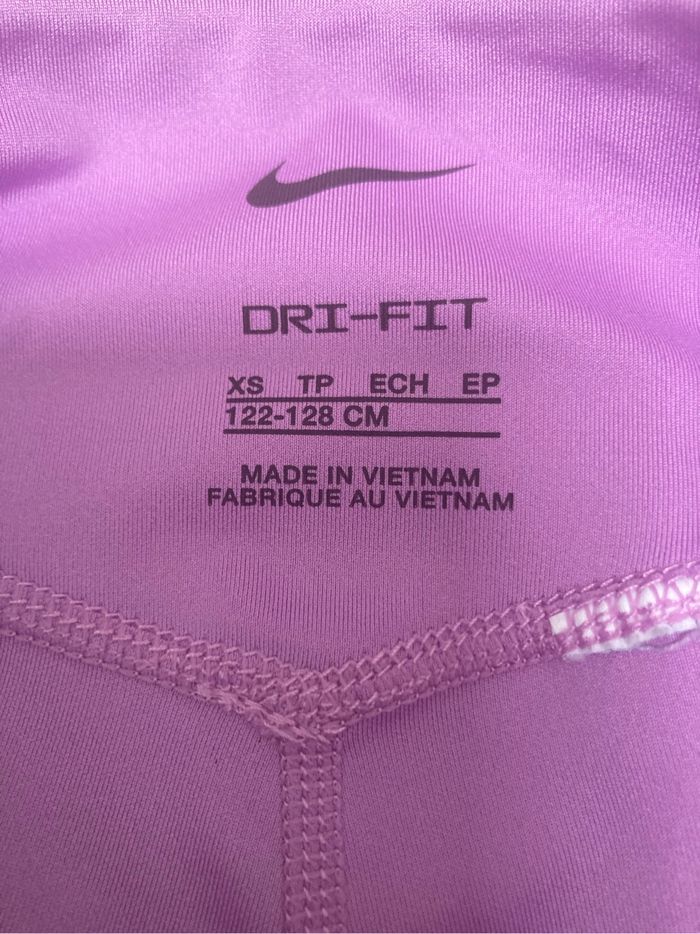 DRI-FIT
XS TP ECH EP
122-128 CM
MADE IN VIETNAM
FABRIQUE AU VIETNAM